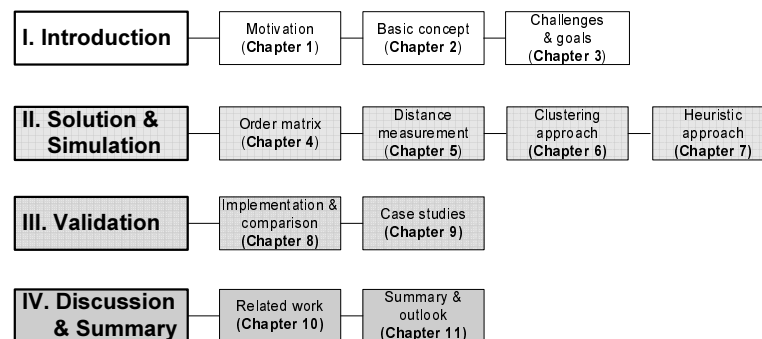 I. Introduction
Motivation
(Chapter 1)
Basic concept
(Chapter 2)
Challenges
& goals
(Chapter 3)
II. Solution &
Simulation
Order matrix
(Chapter 4)
Distance
measurement
(Chapter 5)
Clustering
approach
(Chapter 6)
Heuristic
approach
(Chapter 7)
III. Validation
Implementation &
comparison
(Chapter 8)
Case studies
(Chapter 9)
IV. Discussion
& Summary
Related work
(Chapter 10)
Summary &
outlook
(Chapter 11)